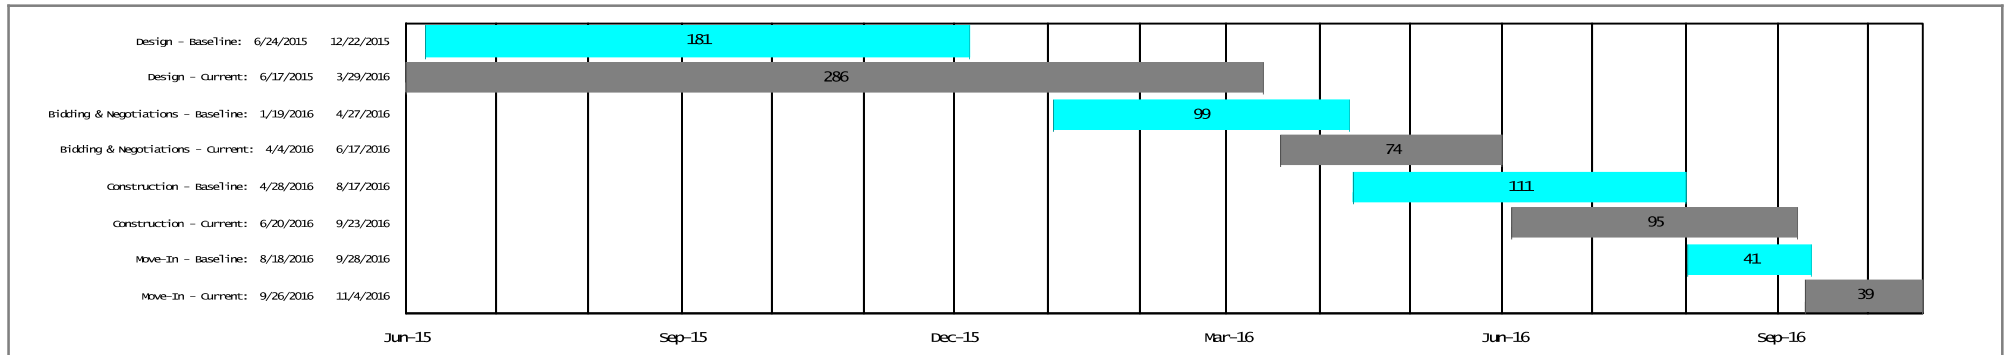 Design - Baseline: 6/24/2015 12/22/2015 181
Design - Current: 6/17/2015 3/29/2016 286
Bidding & Negotiations - Baseline: 1/19/2016 4/27/2016 99
Bidding & Negotiations - Current: 4/4/2016 6/17/2016 74
Construction - Baseline: 4/28/2016 8/17/2016 111
Construction - Current: 6/20/2016 9/23/2016 95
Move-In - Baseline: 8/18/2016 9/28/2016 41
Move-In - Current: 9/26/2016 11/4/2016 39
Jun-15 Sep-15 Dec-15 Mar-16 Jun-16 Sep-16